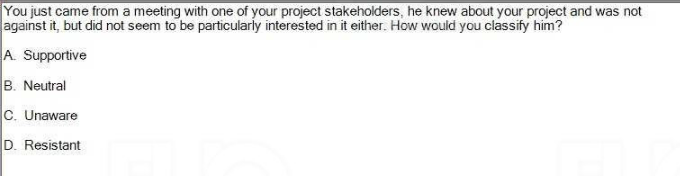 You just came from a meeting with one of your project stakeholders, he knew about your project and was not
against it, but did not seem to be particularly interested in it either. How would you classify him?
A. Supportive
B. Neutral
C. Unaware
D. Resistant